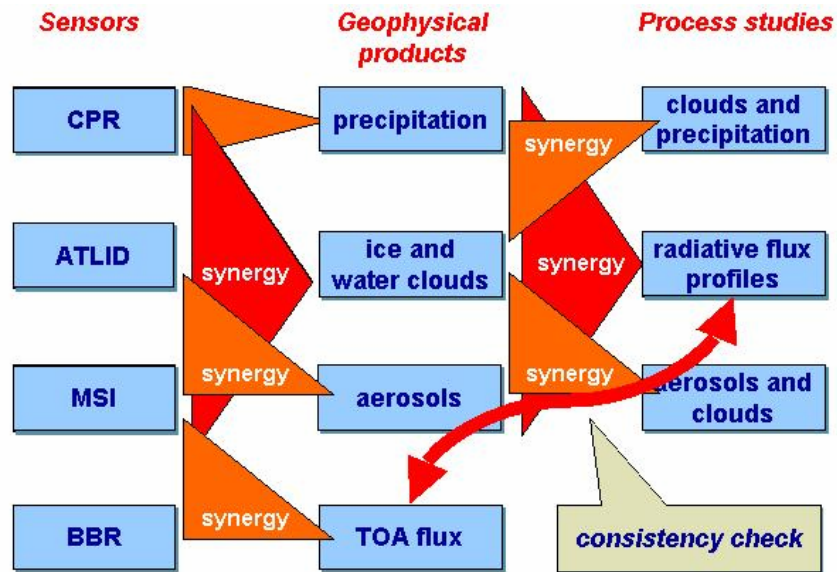 Sensors
Geophysical
products
Process studies
CPR
precipitation
synergy
clouds and
precipitation
ATLID
synergy
ice and
water clouds
synergy
radiative flux
profiles
MSI
synergy
aerosols
synergy
aerosols and
clouds
BBR
synergy
TOA flux
consistency check